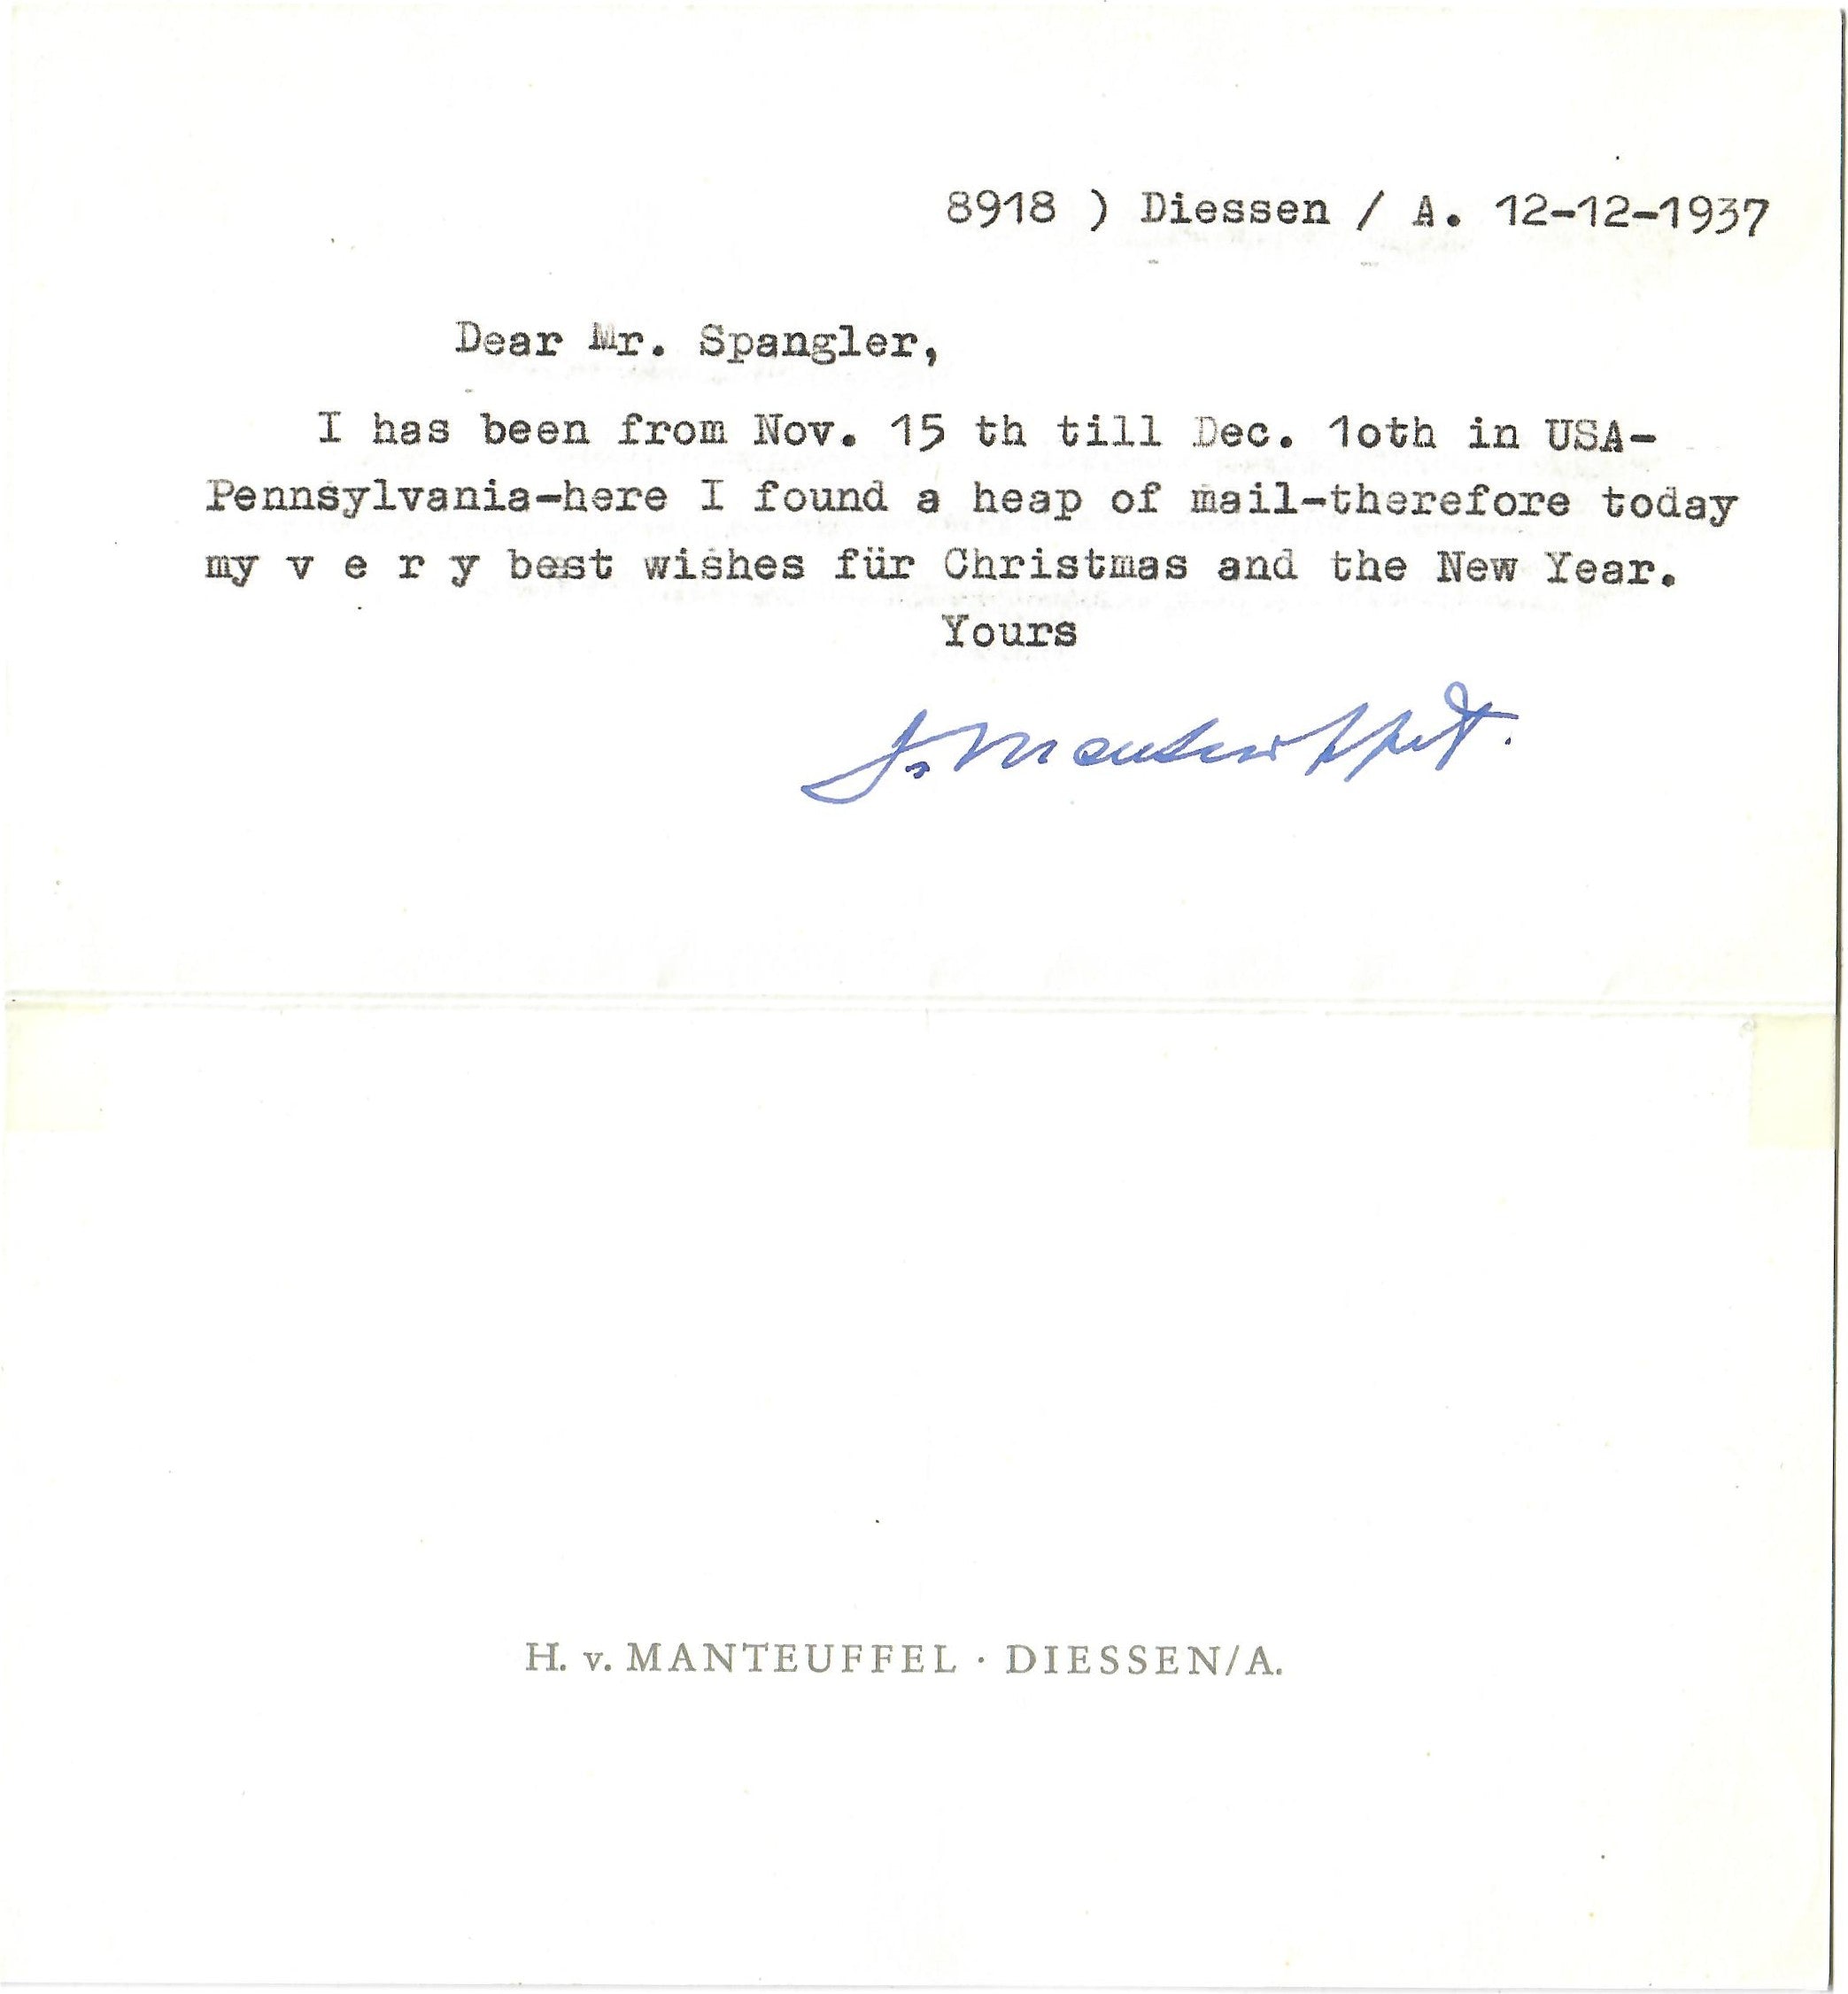 8918 ) Diessen / A. 12-12-1937
Dear Mr. Spangler,
I has been from Nov. 15 th till Dec. 1oth in USA-
Pennsylvania-here I found a heap of mail-therefore today
my v e r y best wishes für Christmas and the New Year.
Yours
H. v. MANTEUFFEL · DIESSEN/A.